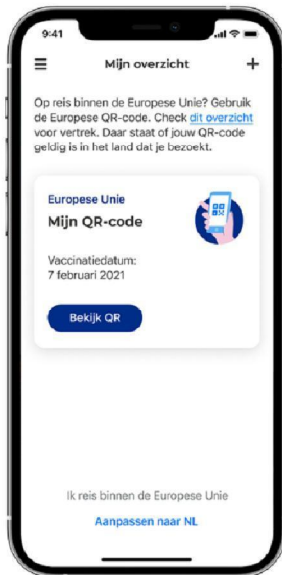 9:41
Mijn overzicht
Op reis binnen de Europese Unie? Gebruik
de Europese QR-code. Check dit overzicht
voor vertrek. Daar staat of jouw QR-code
geldig is in het land dat je bezoekt.
Europese Unie
Mijn QR-code
Vaccinatiedatum:
7 februari 2021
Bekijk QR
Ik reis binnen de Europese Unie
Aanpassen naar NL